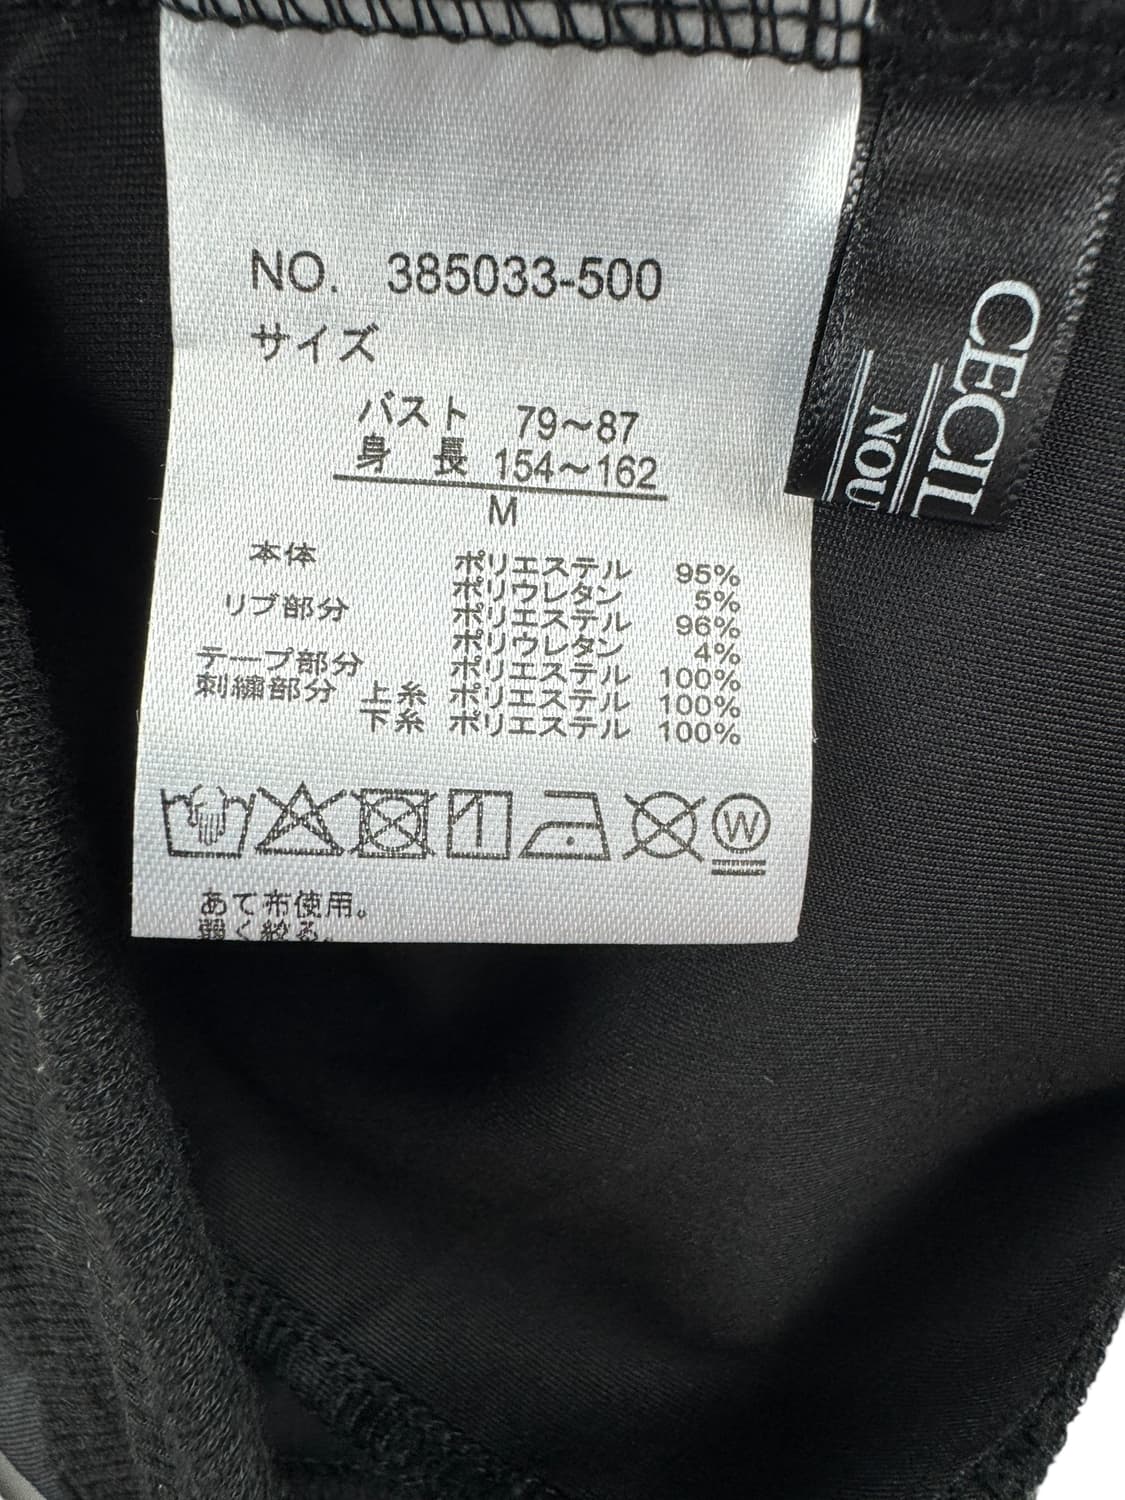 NO. 385033-500
サイズ
バスト 79〜87
身長 154〜162
M
本体 ポリエステル 95%
ポリウレタン 5%
リブ部分 ポリエステル 96%
ポリウレタン 4%
テープ部分 ポリエステル 100%
刺繍部分 上糸 ポリエステル 100%
下糸 ポリエステル 100%
W
あて布使用。
弱く絞る。
CECIL
NOU